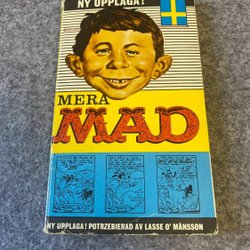 NY UPPLAGA!
MERA
MAD
NY UPPLAGA! POTRZEBIERAD AV LASSE O' MÅNSSON